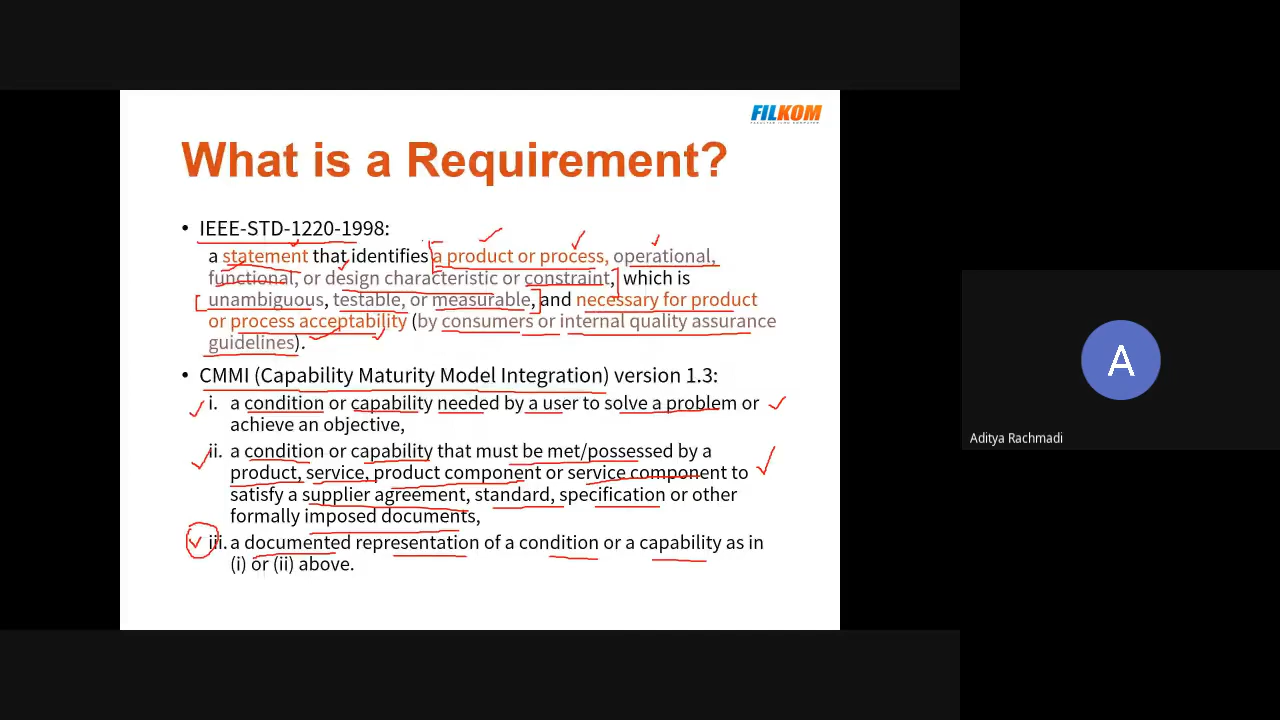 FILKOM
What is a Requirement?
• IEEE-STD-1220-1998:
a statement that identifies a product or process, operational,
functional, or design characteristic or constraint, which is
unambiguous, testable, or measurable, and necessary for product
or process acceptability (by consumers or internal quality assurance
guidelines).
• CMMI (Capability Maturity Model Integration) version 1.3:
i. a condition or capability needed by a user to solve a problem or
achieve an objective,
ii. a condition or capability that must be met/possessed by a
product, service, product component or service component to
satisfy a supplier agreement, standard, specification or other
formally imposed documents,
iii. a documented representation of a condition or a capability as in
(i) or (ii) above.
A
Aditya Rachmadi